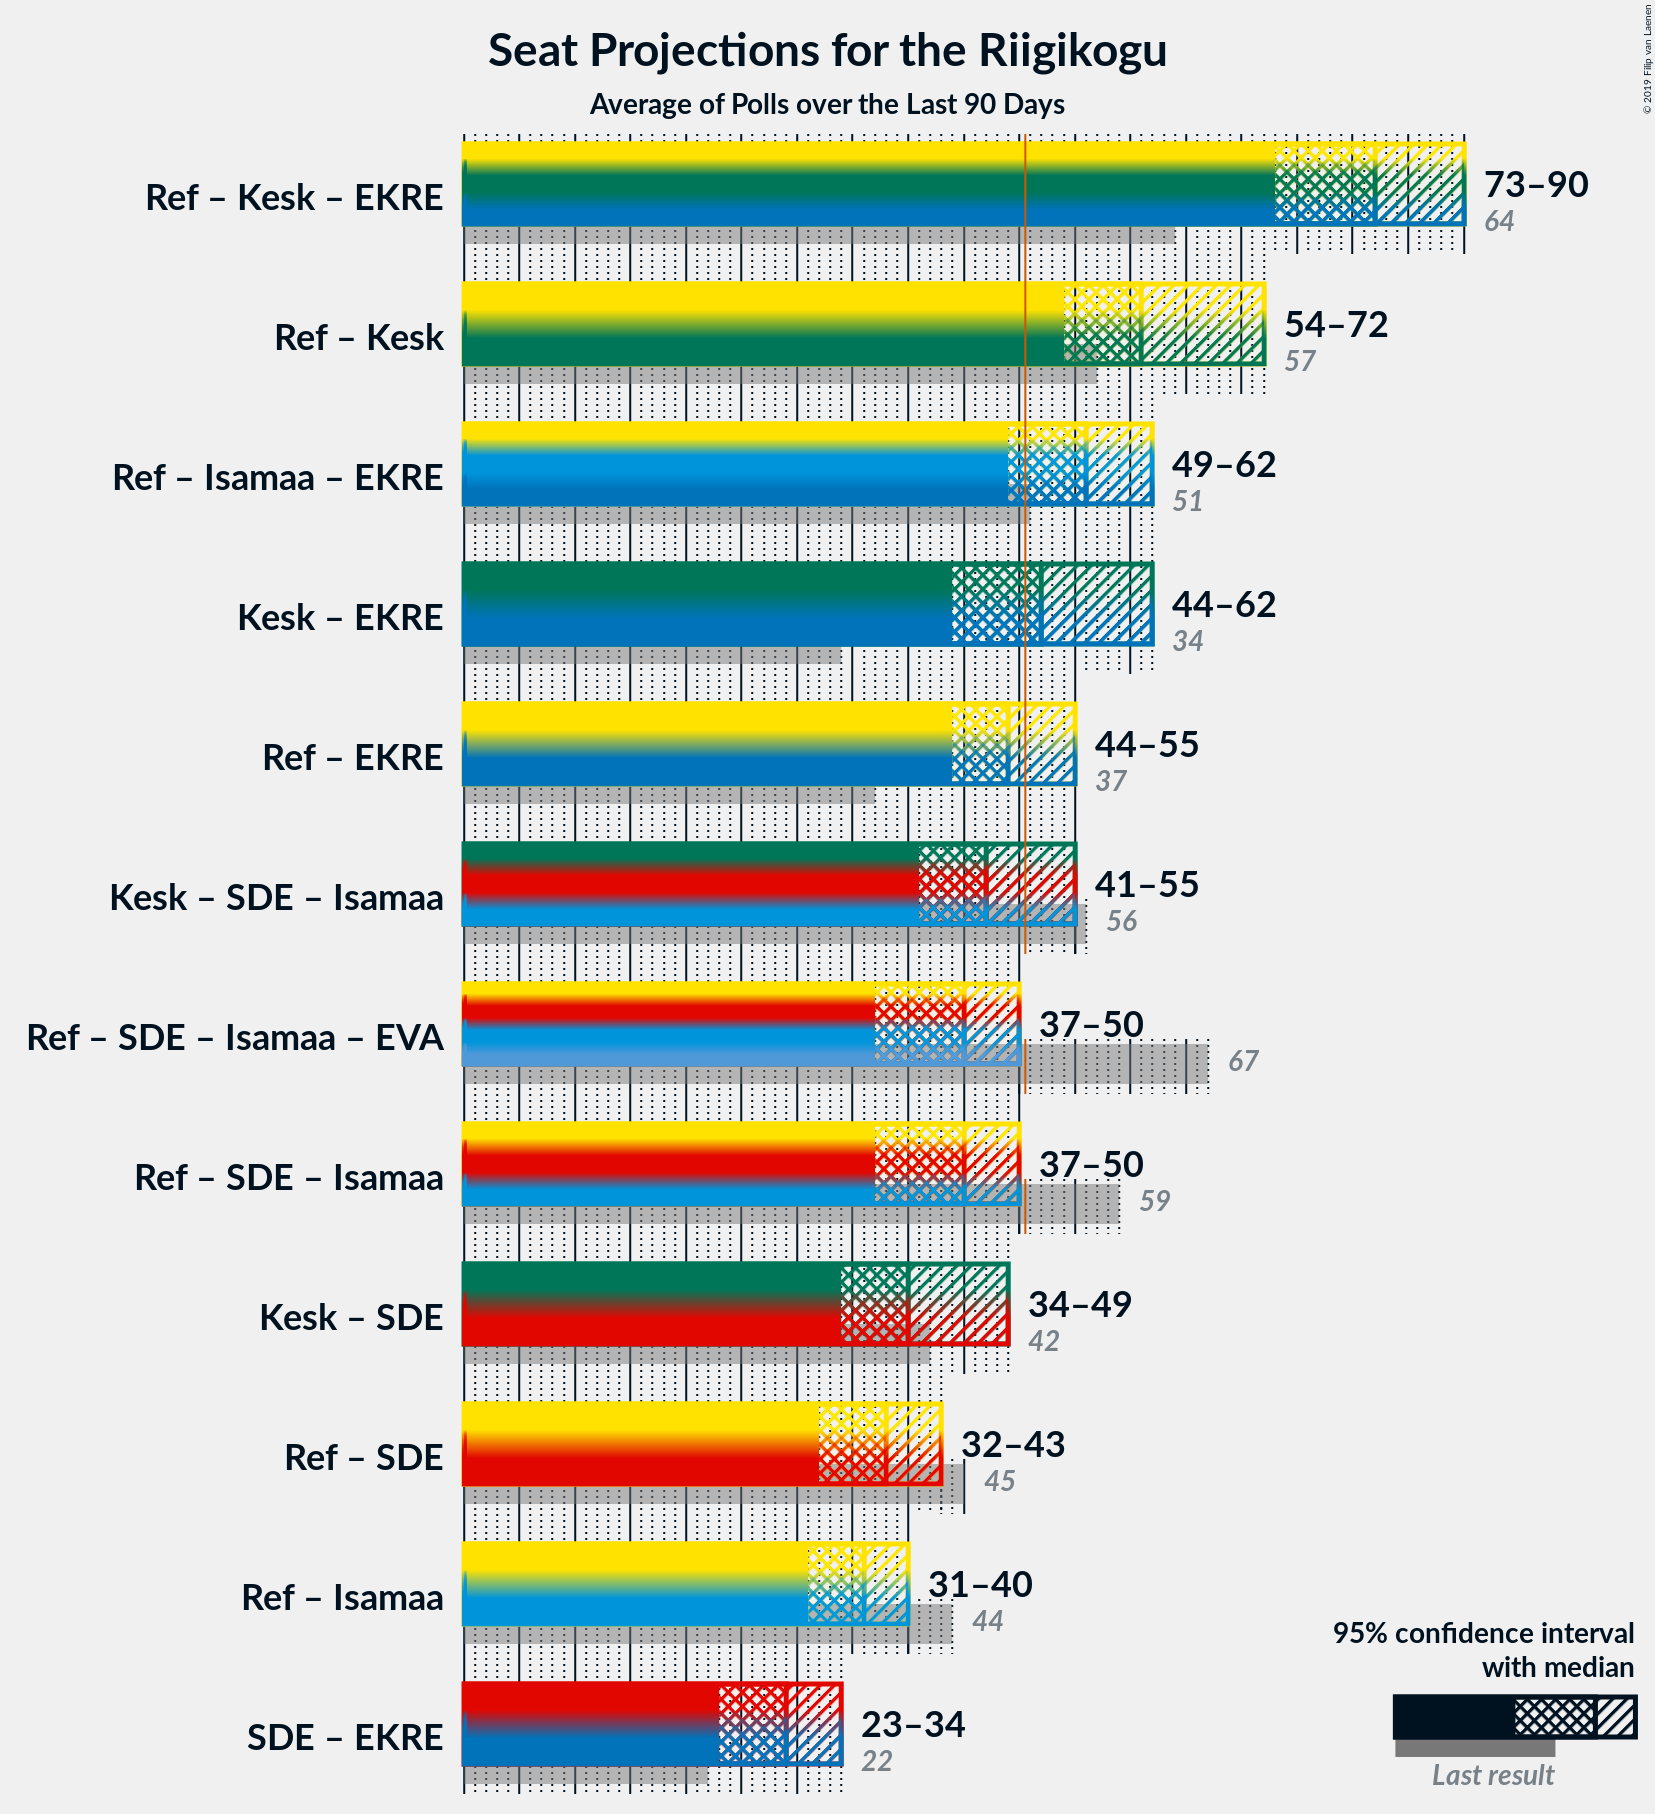 Seat Projections for the Riigikogu
Average of Polls over the Last 90 Days
© 2019 Filip van Laenen
Ref – Kesk – EKRE
73–90
64
Ref – Kesk
54–72
57
Ref – Isamaa – EKRE
49–62
51
Kesk – EKRE
44–62
34
Ref – EKRE
44–55
37
Kesk – SDE – Isamaa
41–55
56
Ref – SDE – Isamaa – EVA
37–50
67
Ref – SDE – Isamaa
37–50
59
Kesk – SDE
34–49
42
Ref – SDE
32–43
45
Ref – Isamaa
31–40
44
SDE – EKRE
23–34
22
95% confidence interval
with median
Last result